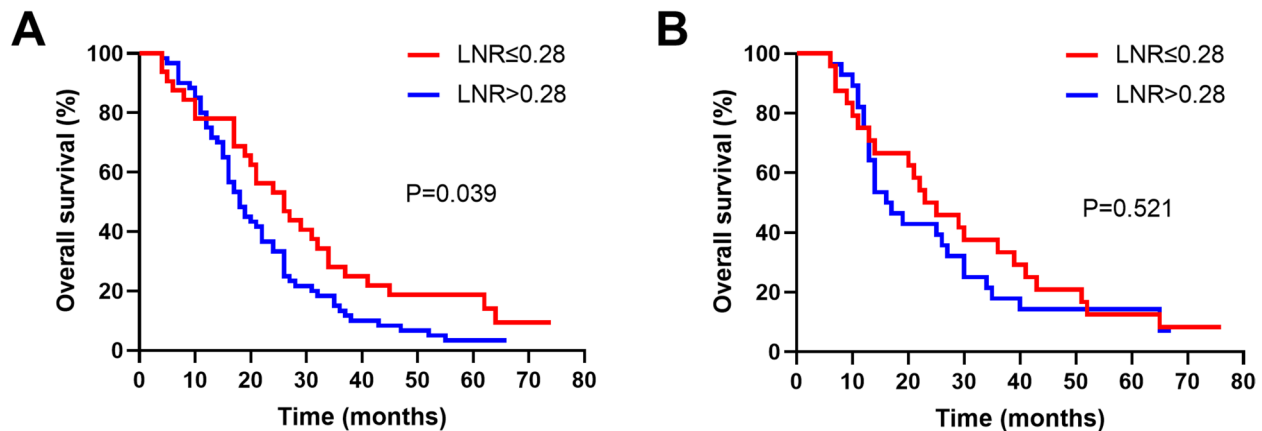 A
Overall survival (%)
100
80
60
40
20
0
0 10 20 30 40 50 60 70 80
Time (months)
LNR≤0.28
LNR>0.28
P=0.039
B
Overall survival (%)
100
80
60
40
20
0
0 10 20 30 40 50 60 70 80
Time (months)
LNR≤0.28
LNR>0.28
P=0.521